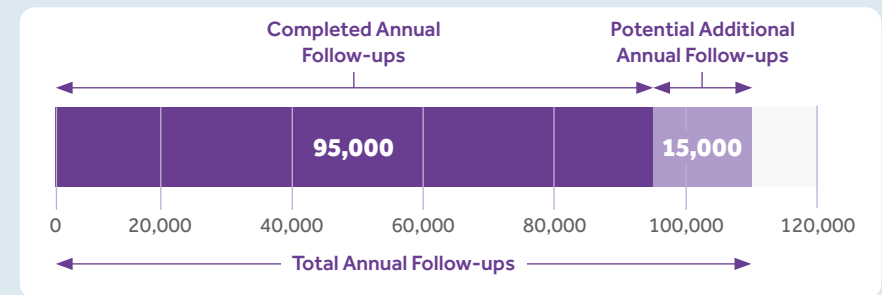 Completed Annual
Follow-ups
Potential Additional
Annual Follow-ups
95,000
15,000
0
20,000
40,000
60,000
80,000
100,000
120,000
Total Annual Follow-ups